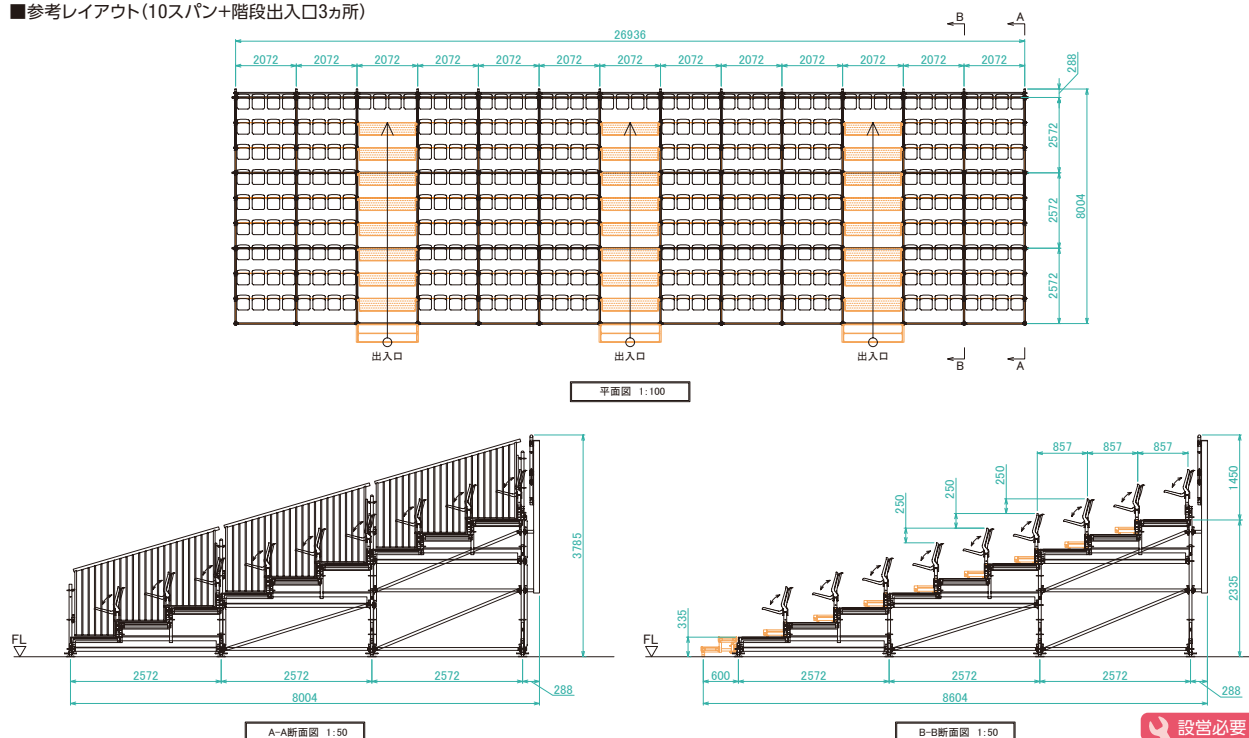 ■参考レイアウト(10スパン+階段出入口3ヵ所)
B A
26936
2072 2072 2072 2072 2072 2072 2072 2072 2072 2072 2072 2072 2072
288
2572
2572
2572
8004
出入口 出入口 出入口
B A
平面図 1:100
3785
FL
2572 2572 2572
288
8004
A-A断面図 1:50
857 857 857
250
250
250
1450
2335
335
FL
600 2572 2572 2572
288
8604
B-B断面図 1:50
設営必要